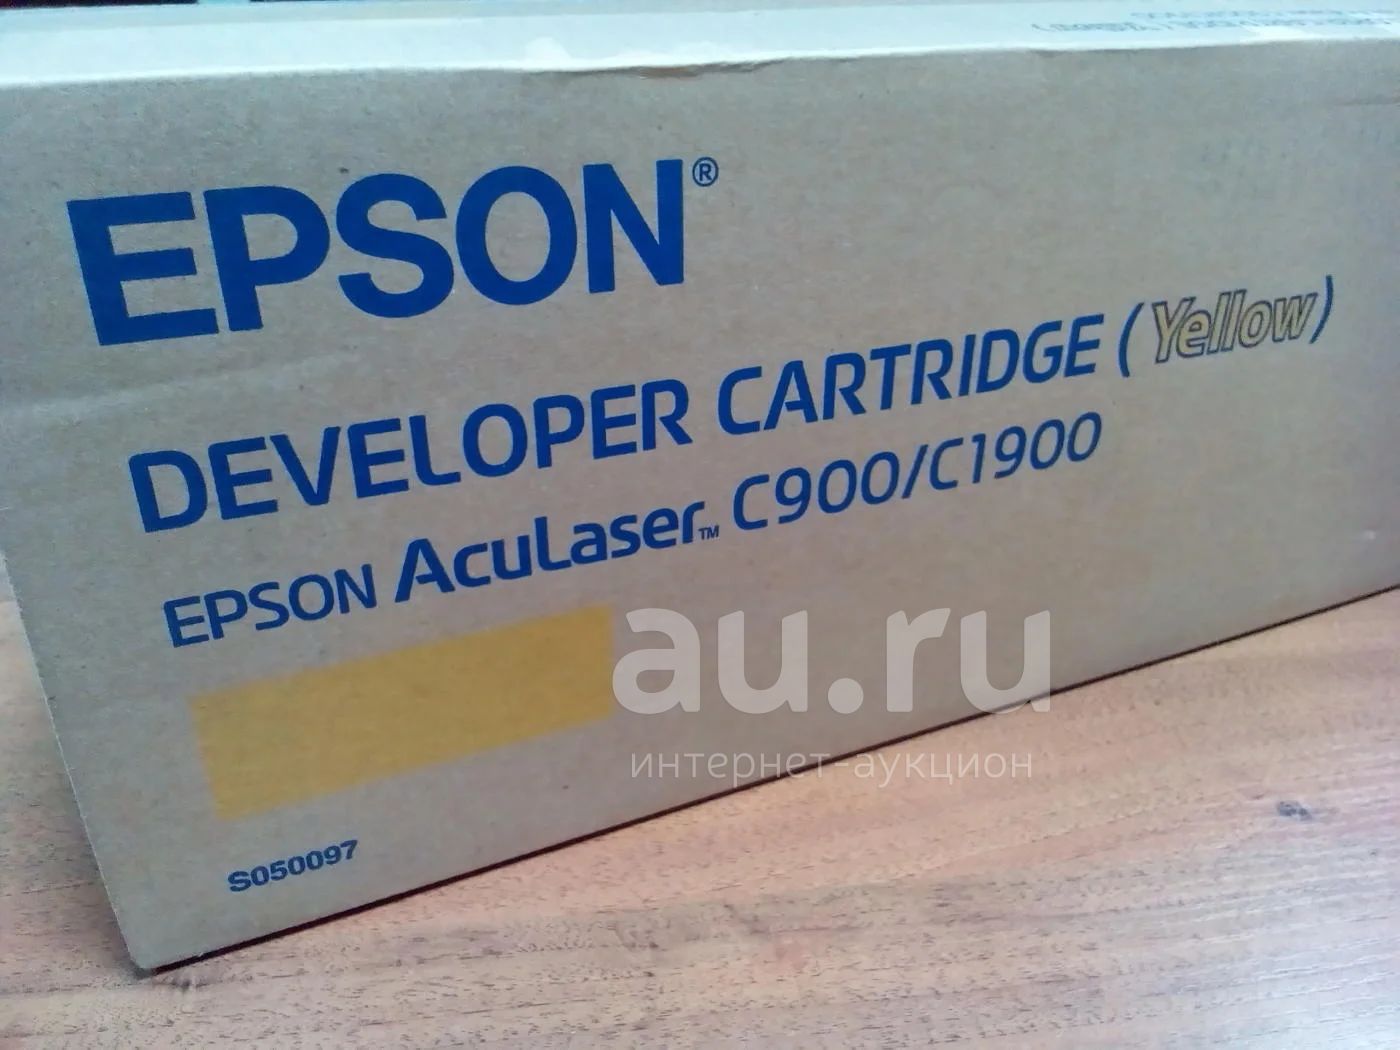 EPSON®
DEVELOPER CARTRIDGE (Yellow)
EPSON AcuLaser™ C900/C1900
au.ru
интернет-аукцион
S050097